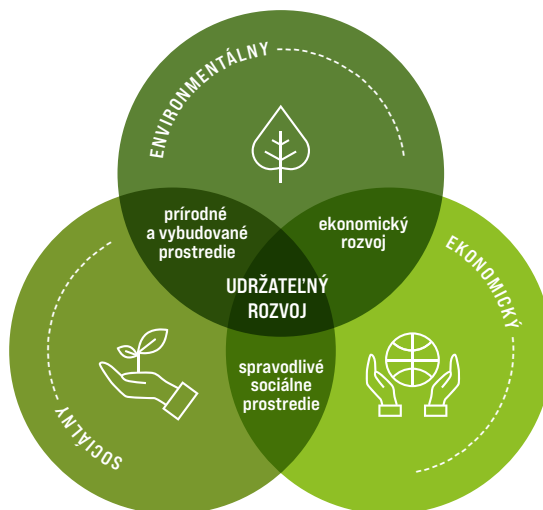 ENVIRONMENTÁLNY
prírodné
a vybudované
prostredie
ekonomický
rozvoj
EKONOMICKÝ
UDRŽATEĽNÝ
ROZVOJ
spravodlivé
sociálne
prostredie
SOCIÁLNY